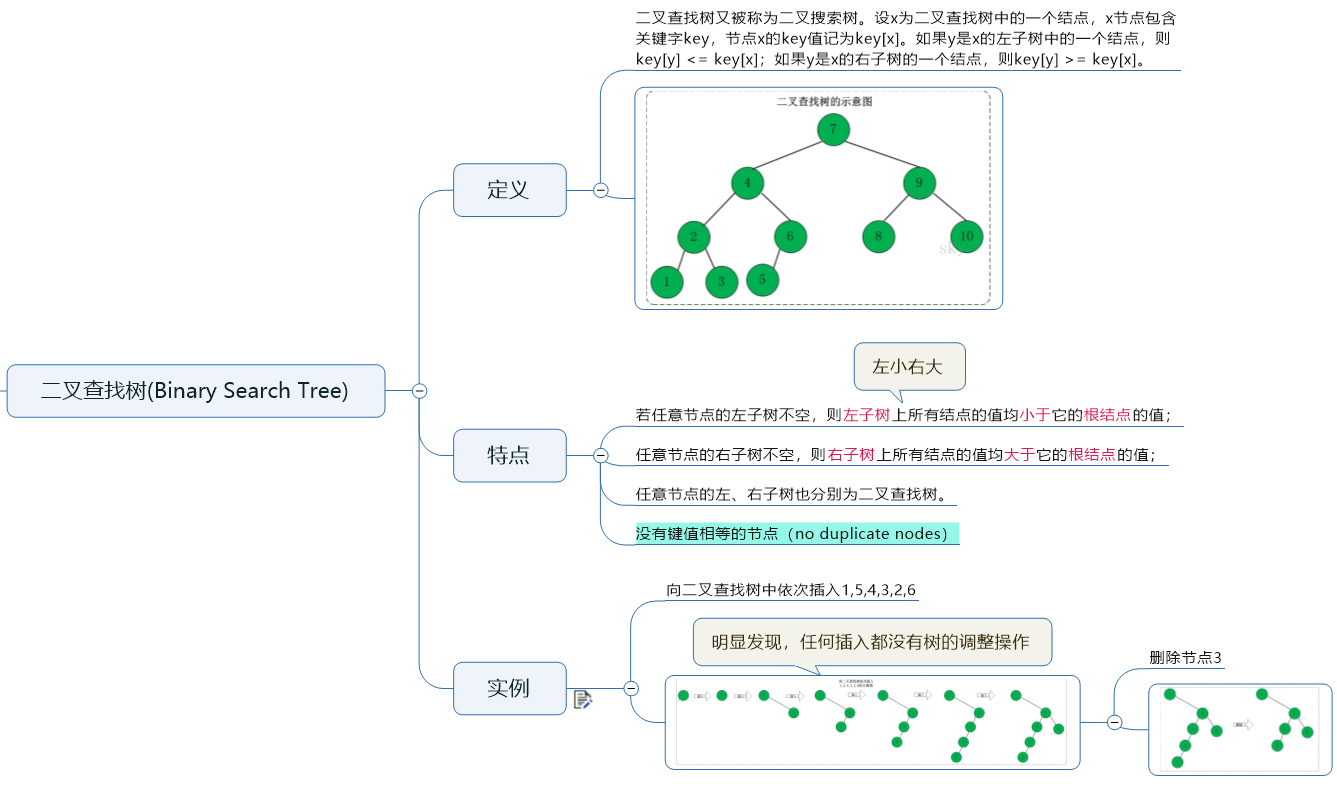 二叉查找树(Binary Search Tree)
定义
二叉查找树又被称为二叉搜索树。设x为二叉查找树中的一个结点，x节点包含
关键字key，节点x的key值记为key[x]。如果y是x的左子树中的一个结点，则
key[y] <= key[x]；如果y是x的右子树的一个结点，则key[y] >= key[x]。
二叉查找树的示意图
7
4 9
2 6 8 10
1 3 5
特点
左小右大
若任意节点的左子树不空，则左子树上所有结点的值均小于它的根结点的值；
任意节点的右子树不空，则右子树上所有结点的值均大于它的根结点的值；
任意节点的左、右子树也分别为二叉查找树。
没有键值相等的节点（no duplicate nodes）
实例
向二叉查找树中依次插入1,5,4,3,2,6
明显发现，任何插入都没有树的调整操作
删除节点3